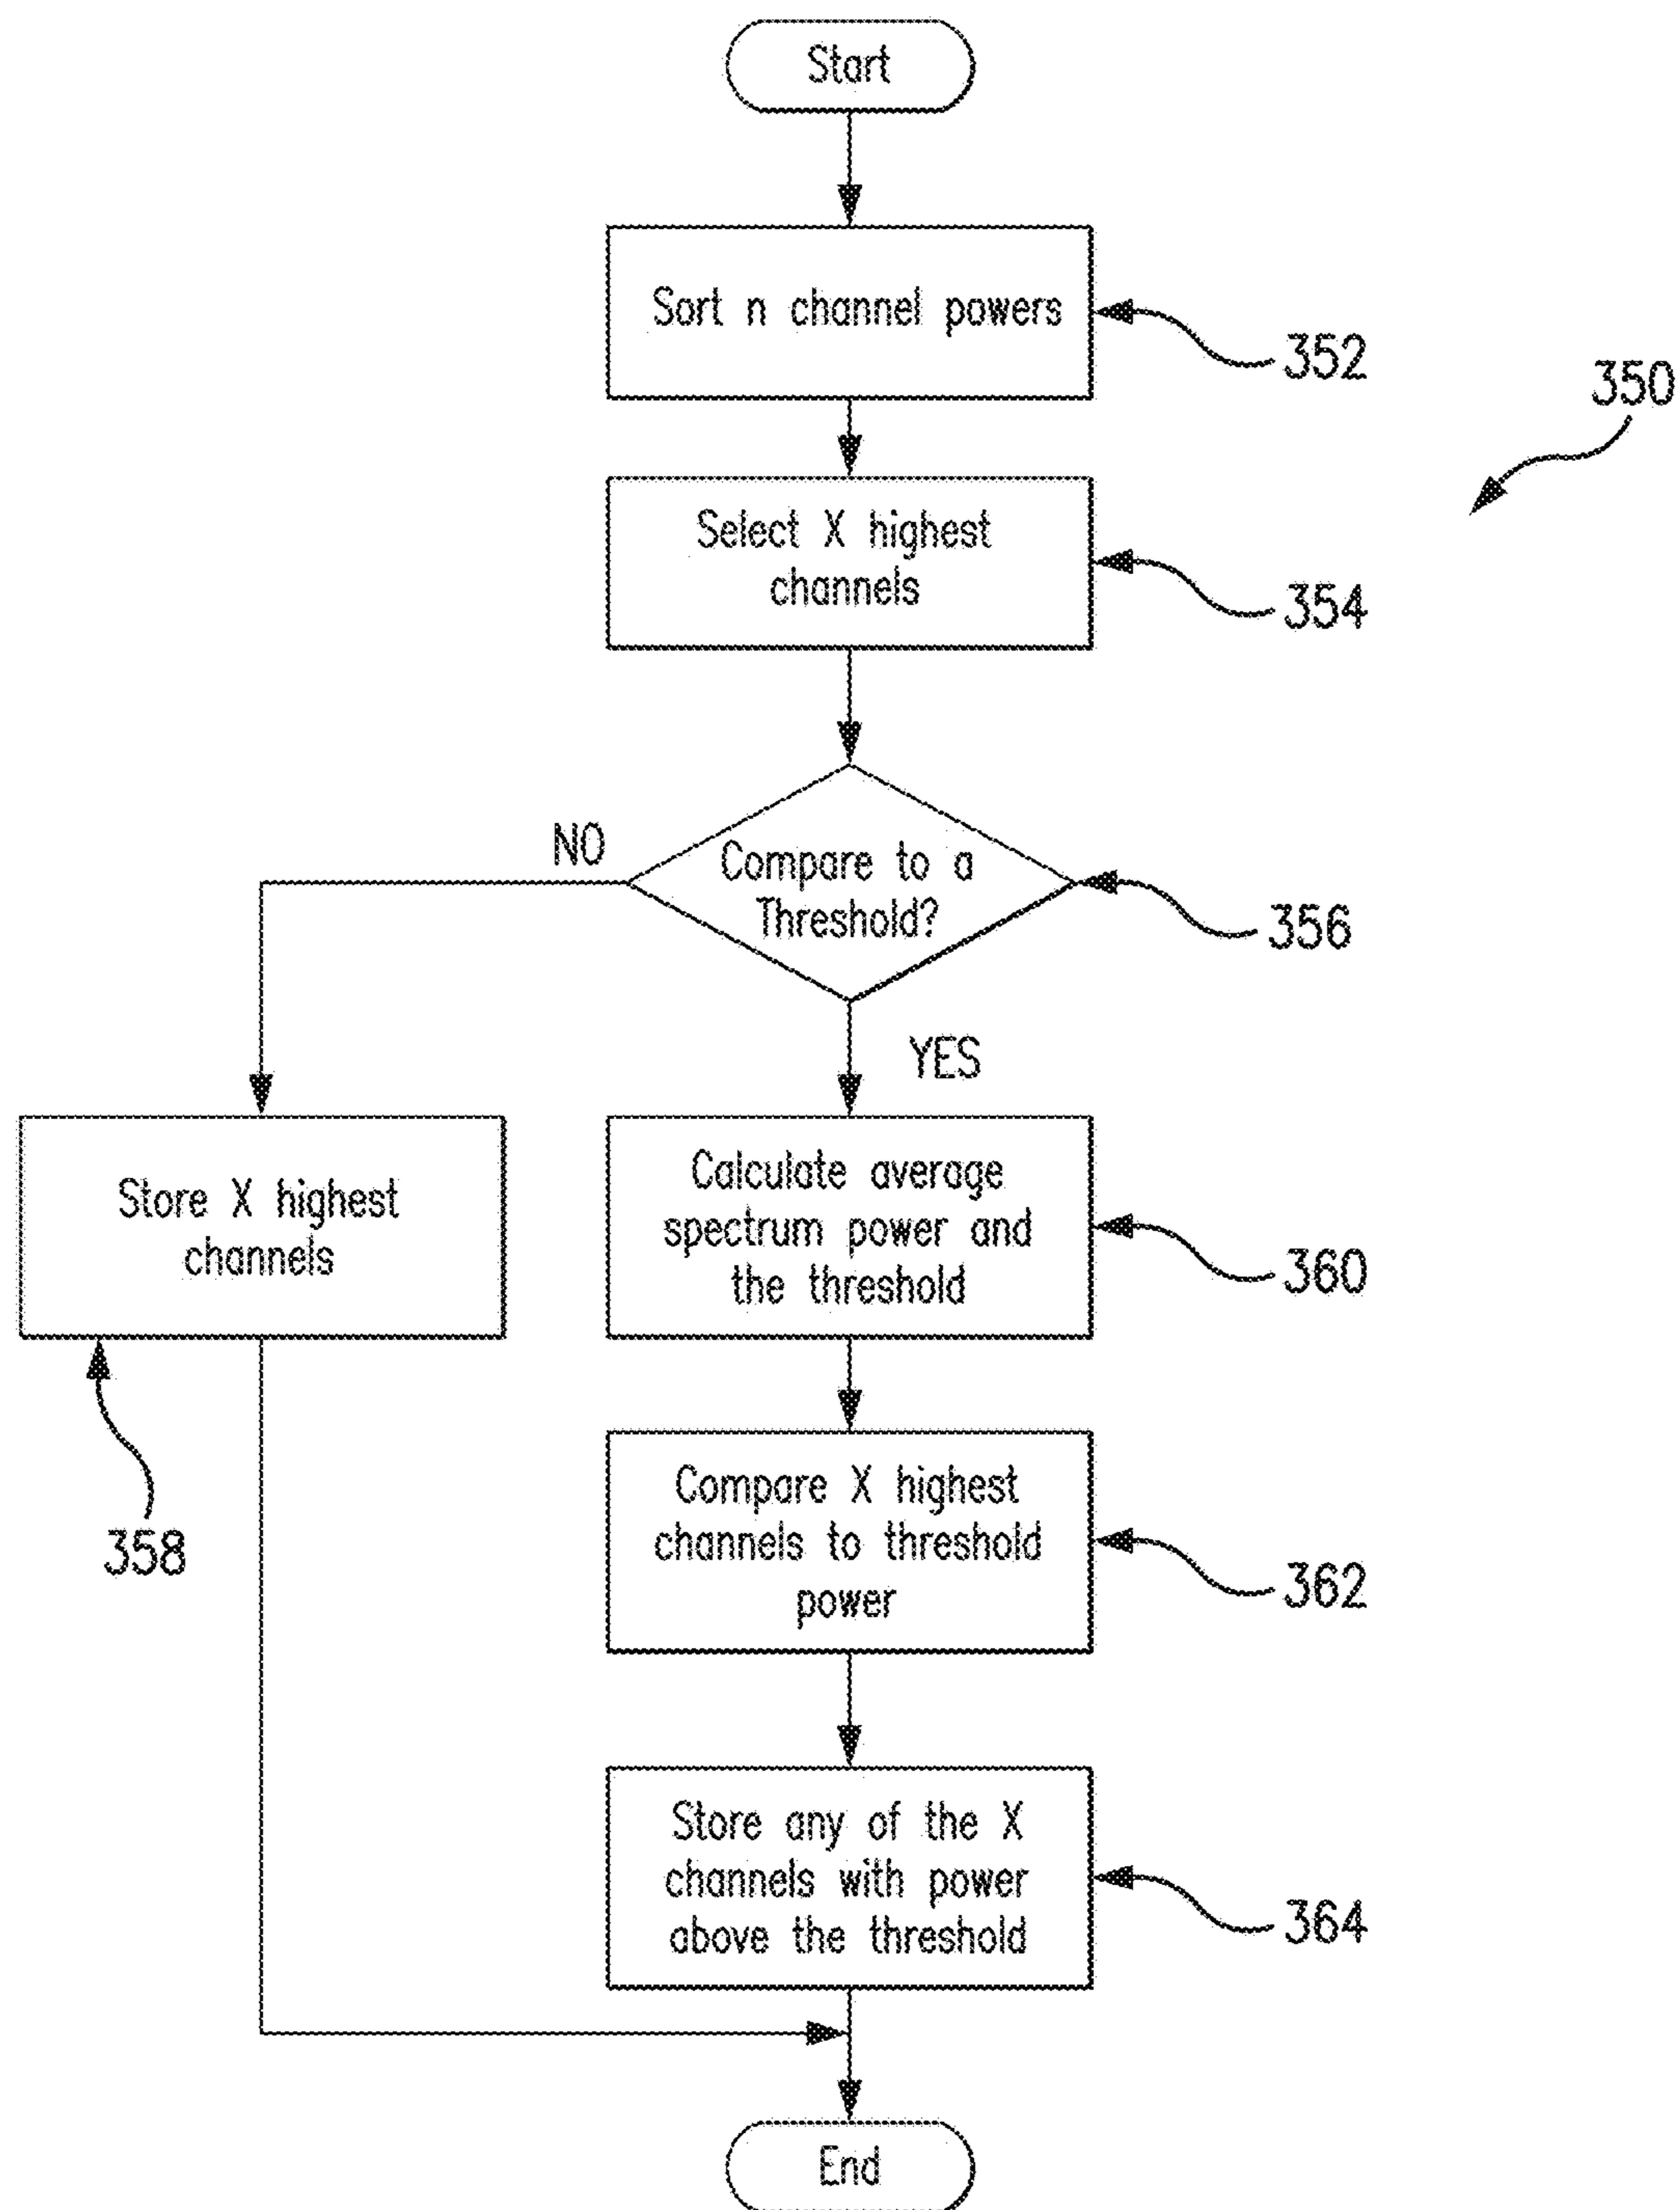 Start
Sort n channel powers
352
350
Select X highest
channels
354
NO
Compare to a
Threshold?
356
YES
Store X highest
channels
358
Calculate average
spectrum power and
the threshold
360
Compare X highest
channels to threshold
power
362
Store any of the X
channels with power
above the threshold
364
End